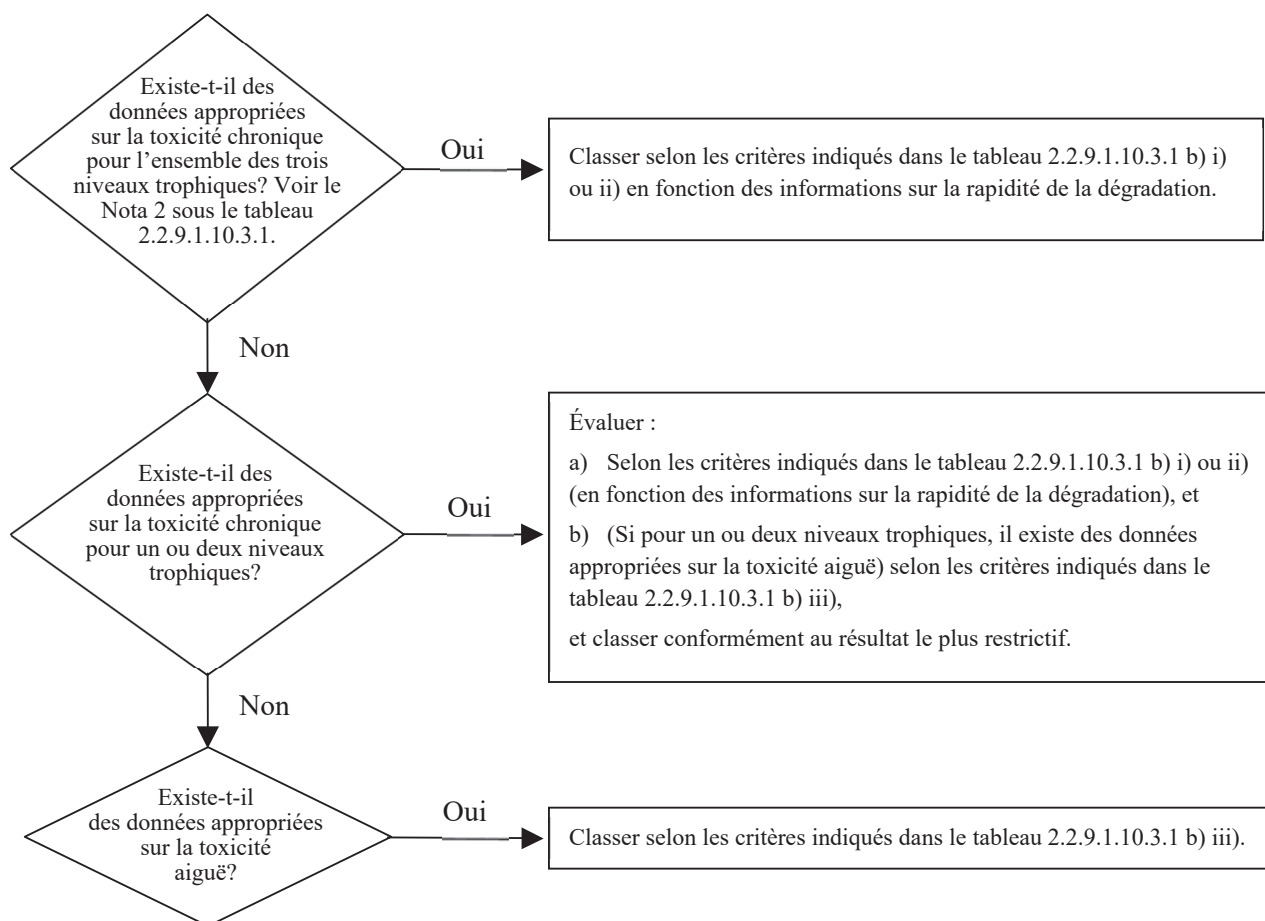 Existe-t-il des
données appropriées
sur la toxicité chronique
pour l'ensemble des trois
niveaux trophiques? Voir le
Nota 2 sous le tableau
2.2.9.1.10.3.1.
Oui
Classer selon les critères indiqués dans le tableau 2.2.9.1.10.3.1 b) i)
ou ii) en fonction des informations sur la rapidité de la dégradation.
Non
Existe-t-il des
données appropriées
sur la toxicité chronique
pour un ou deux niveaux
trophiques?
Oui
Évaluer :
a) Selon les critères indiqués dans le tableau 2.2.9.1.10.3.1 b) i) ou ii)
(en fonction des informations sur la rapidité de la dégradation), et
b) (Si pour un ou deux niveaux trophiques, il existe des données
appropriées sur la toxicité aiguë) selon les critères indiqués dans le
tableau 2.2.9.1.10.3.1 b) iii),
et classer conformément au résultat le plus restrictif.
Non
Existe-t-il
des données appropriées
sur la toxicité
aiguë?
Oui
Classer selon les critères indiqués dans le tableau 2.2.9.1.10.3.1 b) iii).